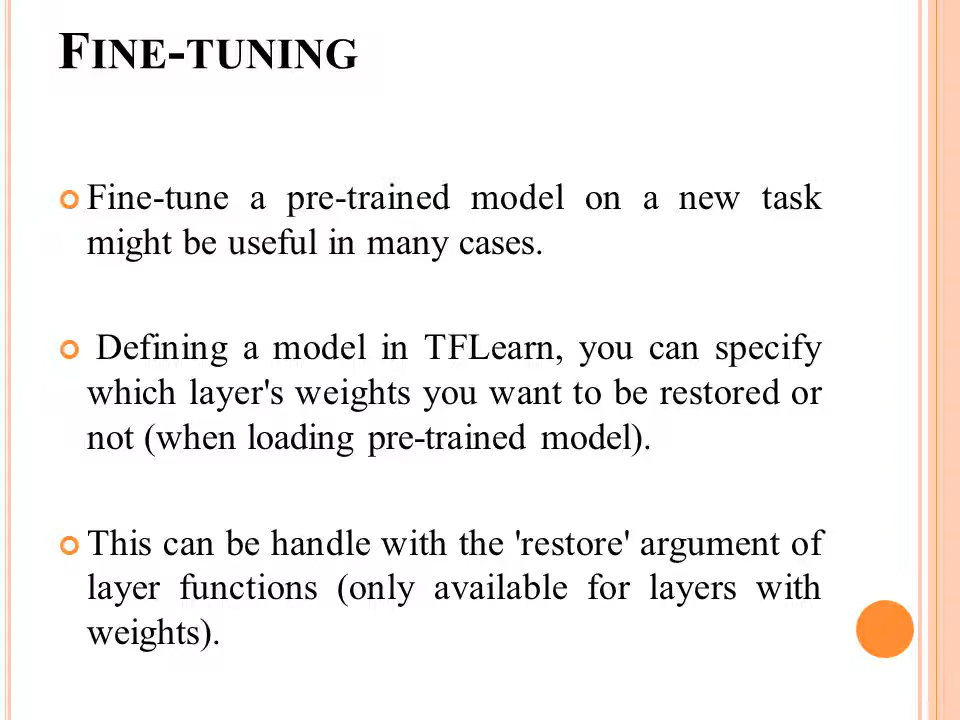 FINE-TUNING
Fine-tune a pre-trained model on a new task
might be useful in many cases.
Defining a model in TFLearn, you can specify
which layer's weights you want to be restored or
not (when loading pre-trained model).
This can be handle with the 'restore' argument of
layer functions (only available for layers with
weights).